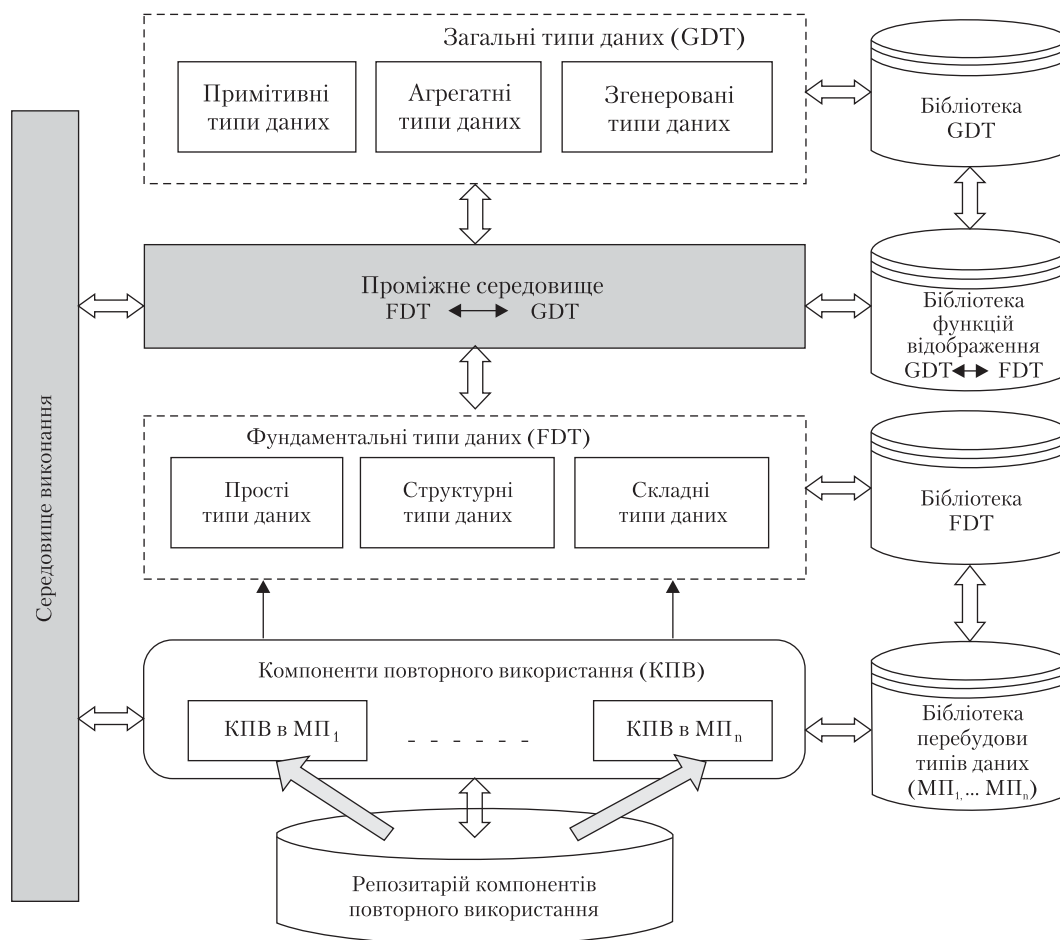 Загальні типи даних (GDT)
Примітивні
типи даних
Агрегатні
типи даних
Згенеровані
типи даних
Бібліотека
GDT
Середовище виконання
Проміжне середовище
FDT ↔ GDT
Бібліотека
функцій
відображення
GDT ↔ FDT
Фундаментальні типи даних (FDT)
Прості
типи даних
Структурні
типи даних
Складні
типи даних
Бібліотека
FDT
Компоненти повторного використання (КПВ)
КПВ в МП₁
– – – – – –
КПВ в МПₙ
Бібліотека
перебудови
типів даних
(МП₁,... МПₙ)
Репозитарій компонентів
повторного використання